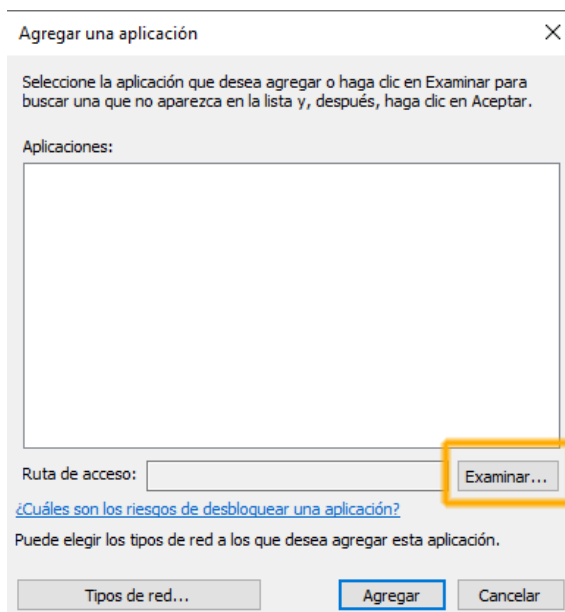 Agregar una aplicación
Seleccione la aplicación que desea agregar o haga clic en Examinar para
buscar una que no aparezca en la lista y, después, haga clic en Aceptar.
Aplicaciones:
Ruta de acceso:
Examinar...
¿Cuáles son los riesgos de desbloquear una aplicación?
Puede elegir los tipos de red a los que desea agregar esta aplicación.
Tipos de red...
Agregar
Cancelar